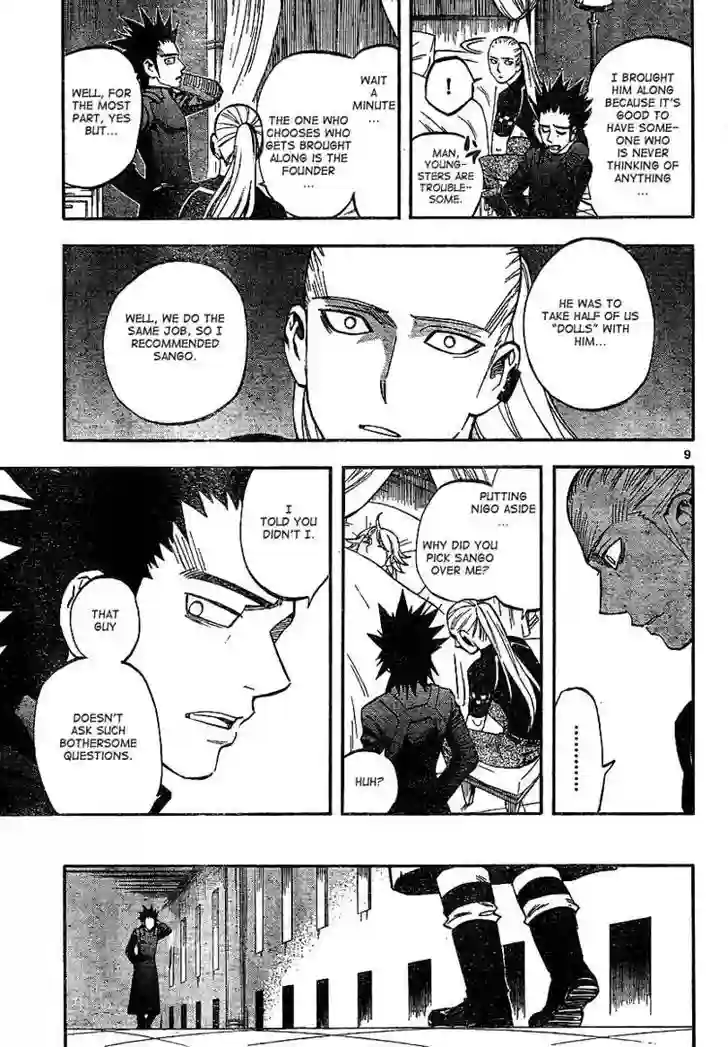 I BROUGHT
HIM ALONG
BECAUSE IT'S
GOOD TO
HAVE SOME-
ONE WHO
IS NEVER
THINKING OF
ANYTHING
...
!
MAN,
YOUNG-
STERS ARE
TROUBLE-
SOME.
WAIT
A MINUTE
...
THE ONE WHO
CHOOSES WHO
GETS BROUGHT
ALONG IS THE
FOUNDER
...
WELL, FOR
THE MOST
PART, YES
BUT...
HE WAS TO
TAKE HALF OF US
"DOLLS" WITH
HIM...
WELL, WE DO THE
SAME JOB, SO I
RECOMMENDED
SANGO.
9
..........
PUTTING
NIGO ASIDE
...
WHY DID YOU
PICK SANGO
OVER ME?
HUH?
I
TOLD YOU
DIDN'T I.
THAT
GUY
DOESN'T
ASK SUCH
BOTHERSOME
QUESTIONS.